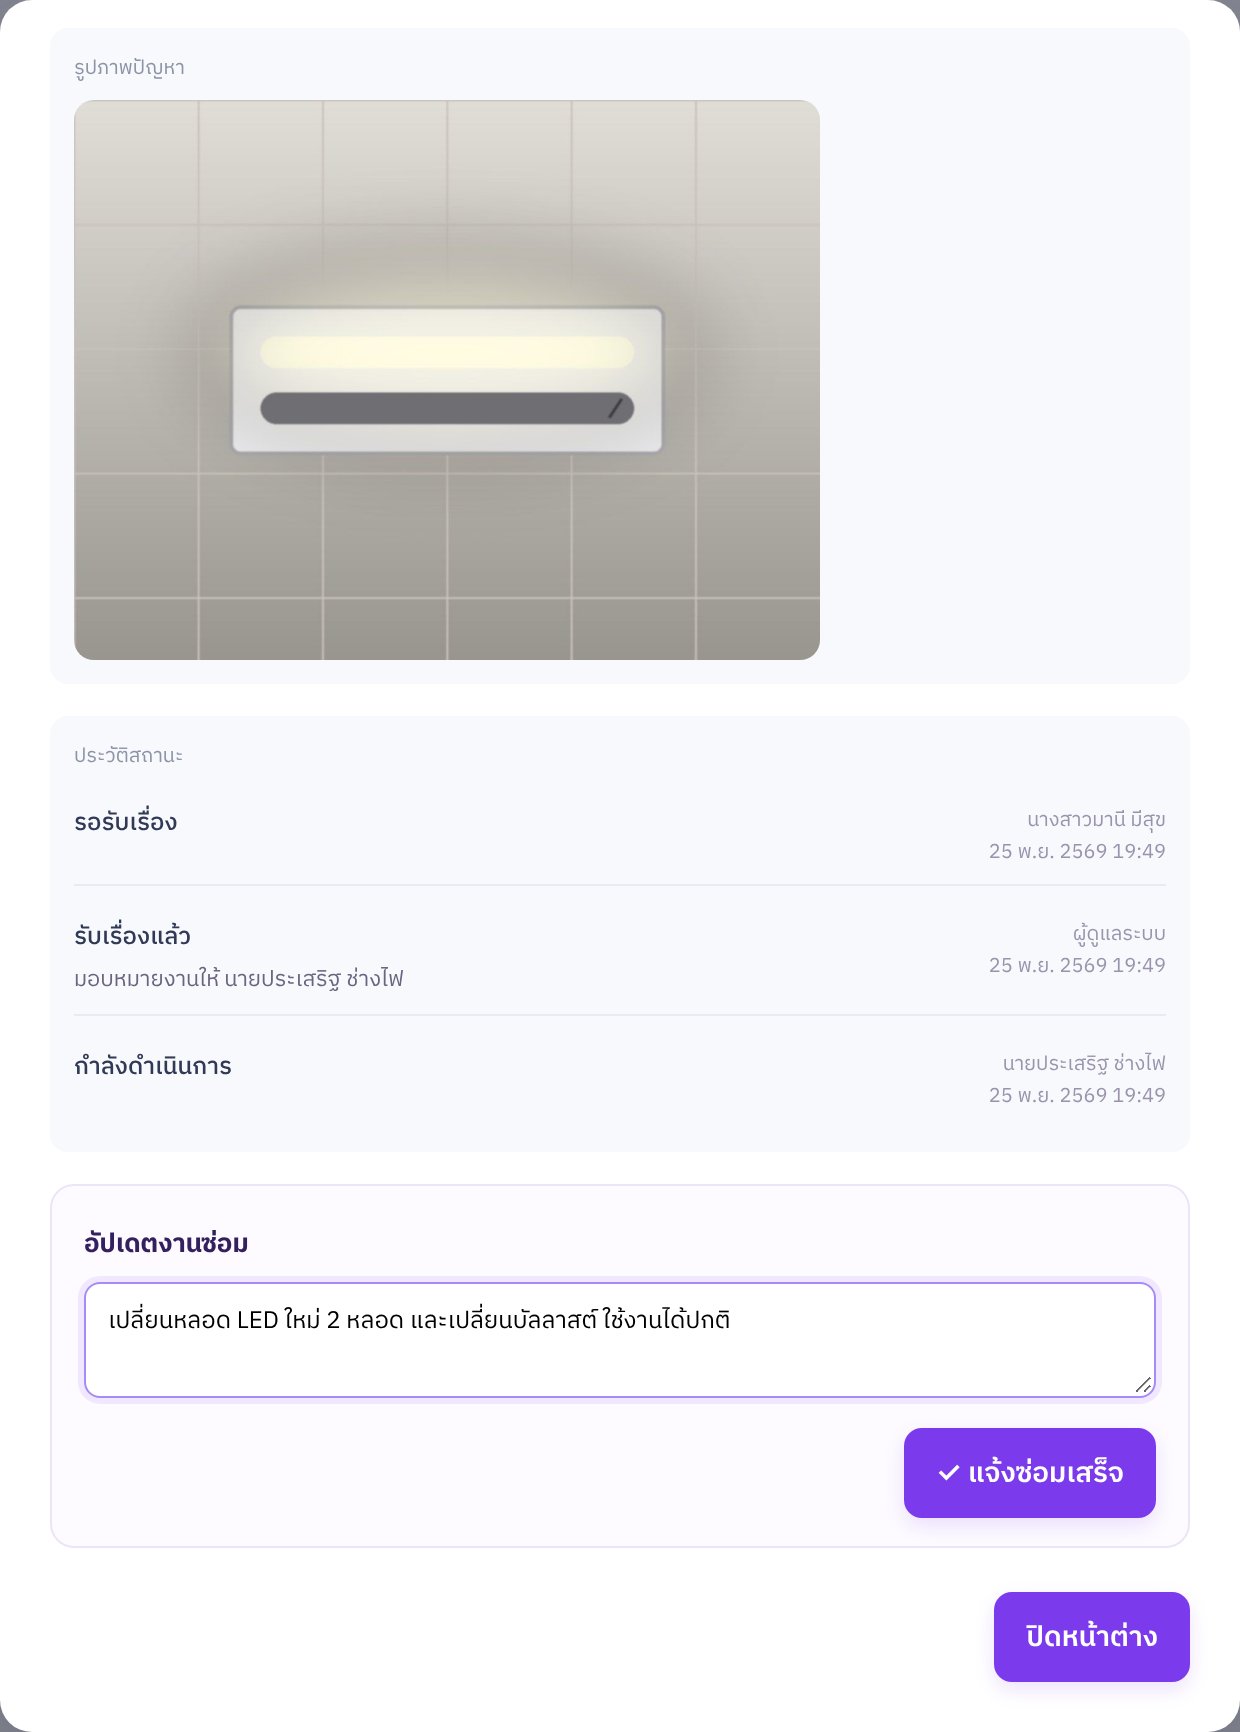 รูปภาพปัญหา
ประวัติสถานะ
รอรับเรื่อง
นางสาวมานี มีสุข
25 พ.ย. 2569 19:49
รับเรื่องแล้ว
มอบหมายงานให้ นายประเสริฐ ช่างไฟ
ผู้ดูแลระบบ
25 พ.ย. 2569 19:49
กำลังดำเนินการ
นายประเสริฐ ช่างไฟ
25 พ.ย. 2569 19:49
อัปเดตงานซ่อม
เปลี่ยนหลอด LED ใหม่ 2 หลอด และเปลี่ยนบัลลาสต์ ใช้งานได้ปกติ
✓ แจ้งซ่อมเสร็จ
ปิดหน้าต่าง